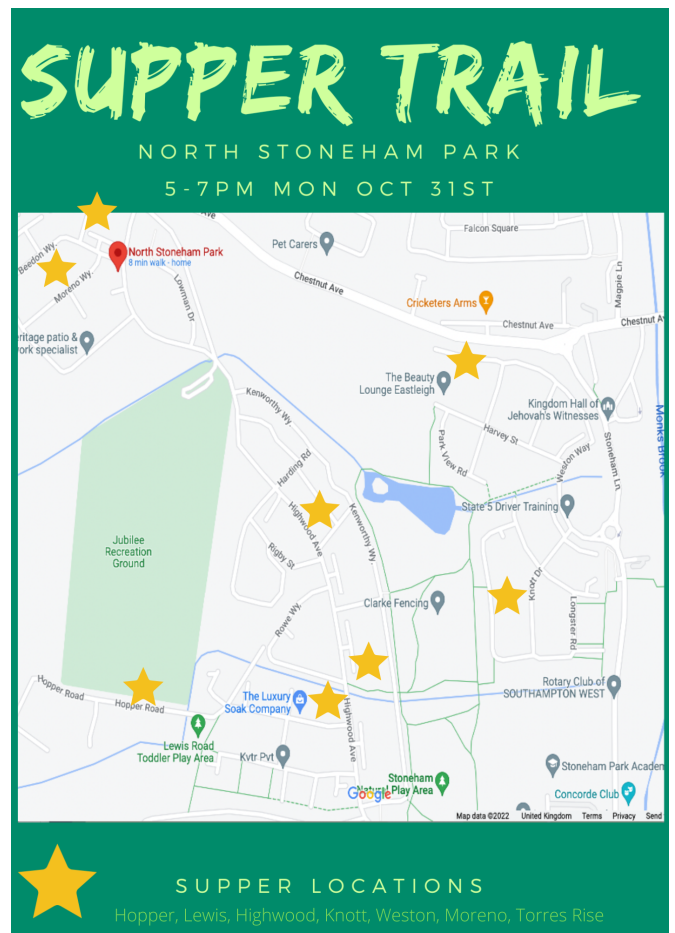 SUPPER TRAIL
NORTH STONEHAM PARK
5-7PM MON OCT 31ST
Ave
Falcon Square
Pet Carers
Beedon Wy.
North Stoneham Park
8 min walk - home
Magpie Ln
Moreno Wy.
Lowman Dr
Chestnut Ave
Cricketers Arms
Chestnut Ave
Chestnut A
eritage patio &
ork specialist
The Beauty
Lounge Eastleigh
Kenworthy Wy.
Kingdom Hall of
Jehovah's Witnesses
Monks Brook
Harvey St
Park View Rd
Weston Way
Stoneham Ln
Harding Rd
State 5 Driver Training
Highwood Ave
Kenworthy Wy.
Jubilee
Recreation
Ground
Rigby St
Knott Dr
Clarke Fencing
Longster Rd
Rowe Wy.
Hopper Road
Hopper Road
The Luxury
Soak Company
Rotary Club of
SOUTHAMPTON WEST
Highwood Ave
Lewis Road
Toddler Play Area
Kvtr Pvt
Stoneham Park Academ
Stoneham
Natural Play Area
Google
Concorde Club
Map data ©2022 United Kingdom Terms Privacy Send
SUPPER LOCATIONS
Hopper, Lewis, Highwood, Knott, Weston, Moreno, Torres Rise